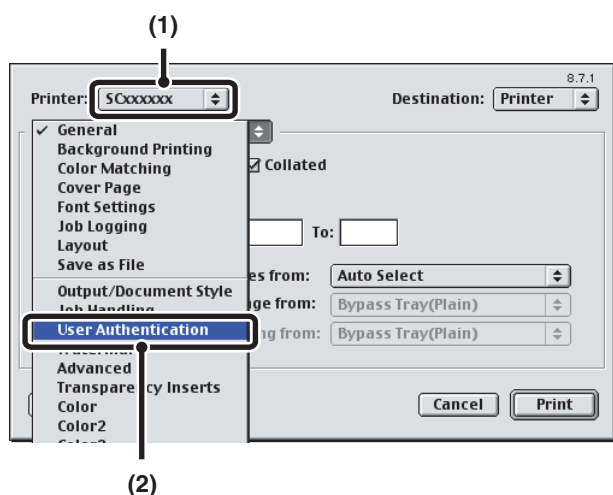 (1)
8.7.1
Printer: SCxxxxxx Destination: Printer
✓ General
Background Printing
Color Matching Collated
Cover Page
Font Settings
Job Logging To:
Layout
Save as File
es from: Auto Select
Output/Document Style
Job Handling ge from: Bypass Tray(Plain)
User Authentication ng from: Bypass Tray(Plain)
Advanced
Transparency Inserts
Color Cancel Print
Color2
(2)